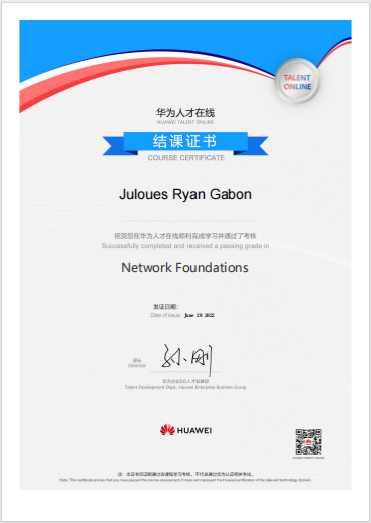 TALENT
ONLINE
华为人才在线
HUAWEI TALENT ONLINE
结课证书
COURSE CERTIFICATE
Juloues Ryan Gabon
祝贺您在华为人才在线顺利完成学习并通过了考核
Successfully completed and received a passing grade in
Network Foundations
发证日期：
Date of issue: June 29 2022
部长
Director
孙刚
华为企业BG人才发展部
Talent Development Dept., Huawei Enterprise Business Group
HUAWEI
注：本证书仅证明通过该课程学习考核，不代表通过华为认证相关考试。
Note: This certificate proves that you have passed the course assessment. It does not represent the Huawei certification of the relevant technology domain.